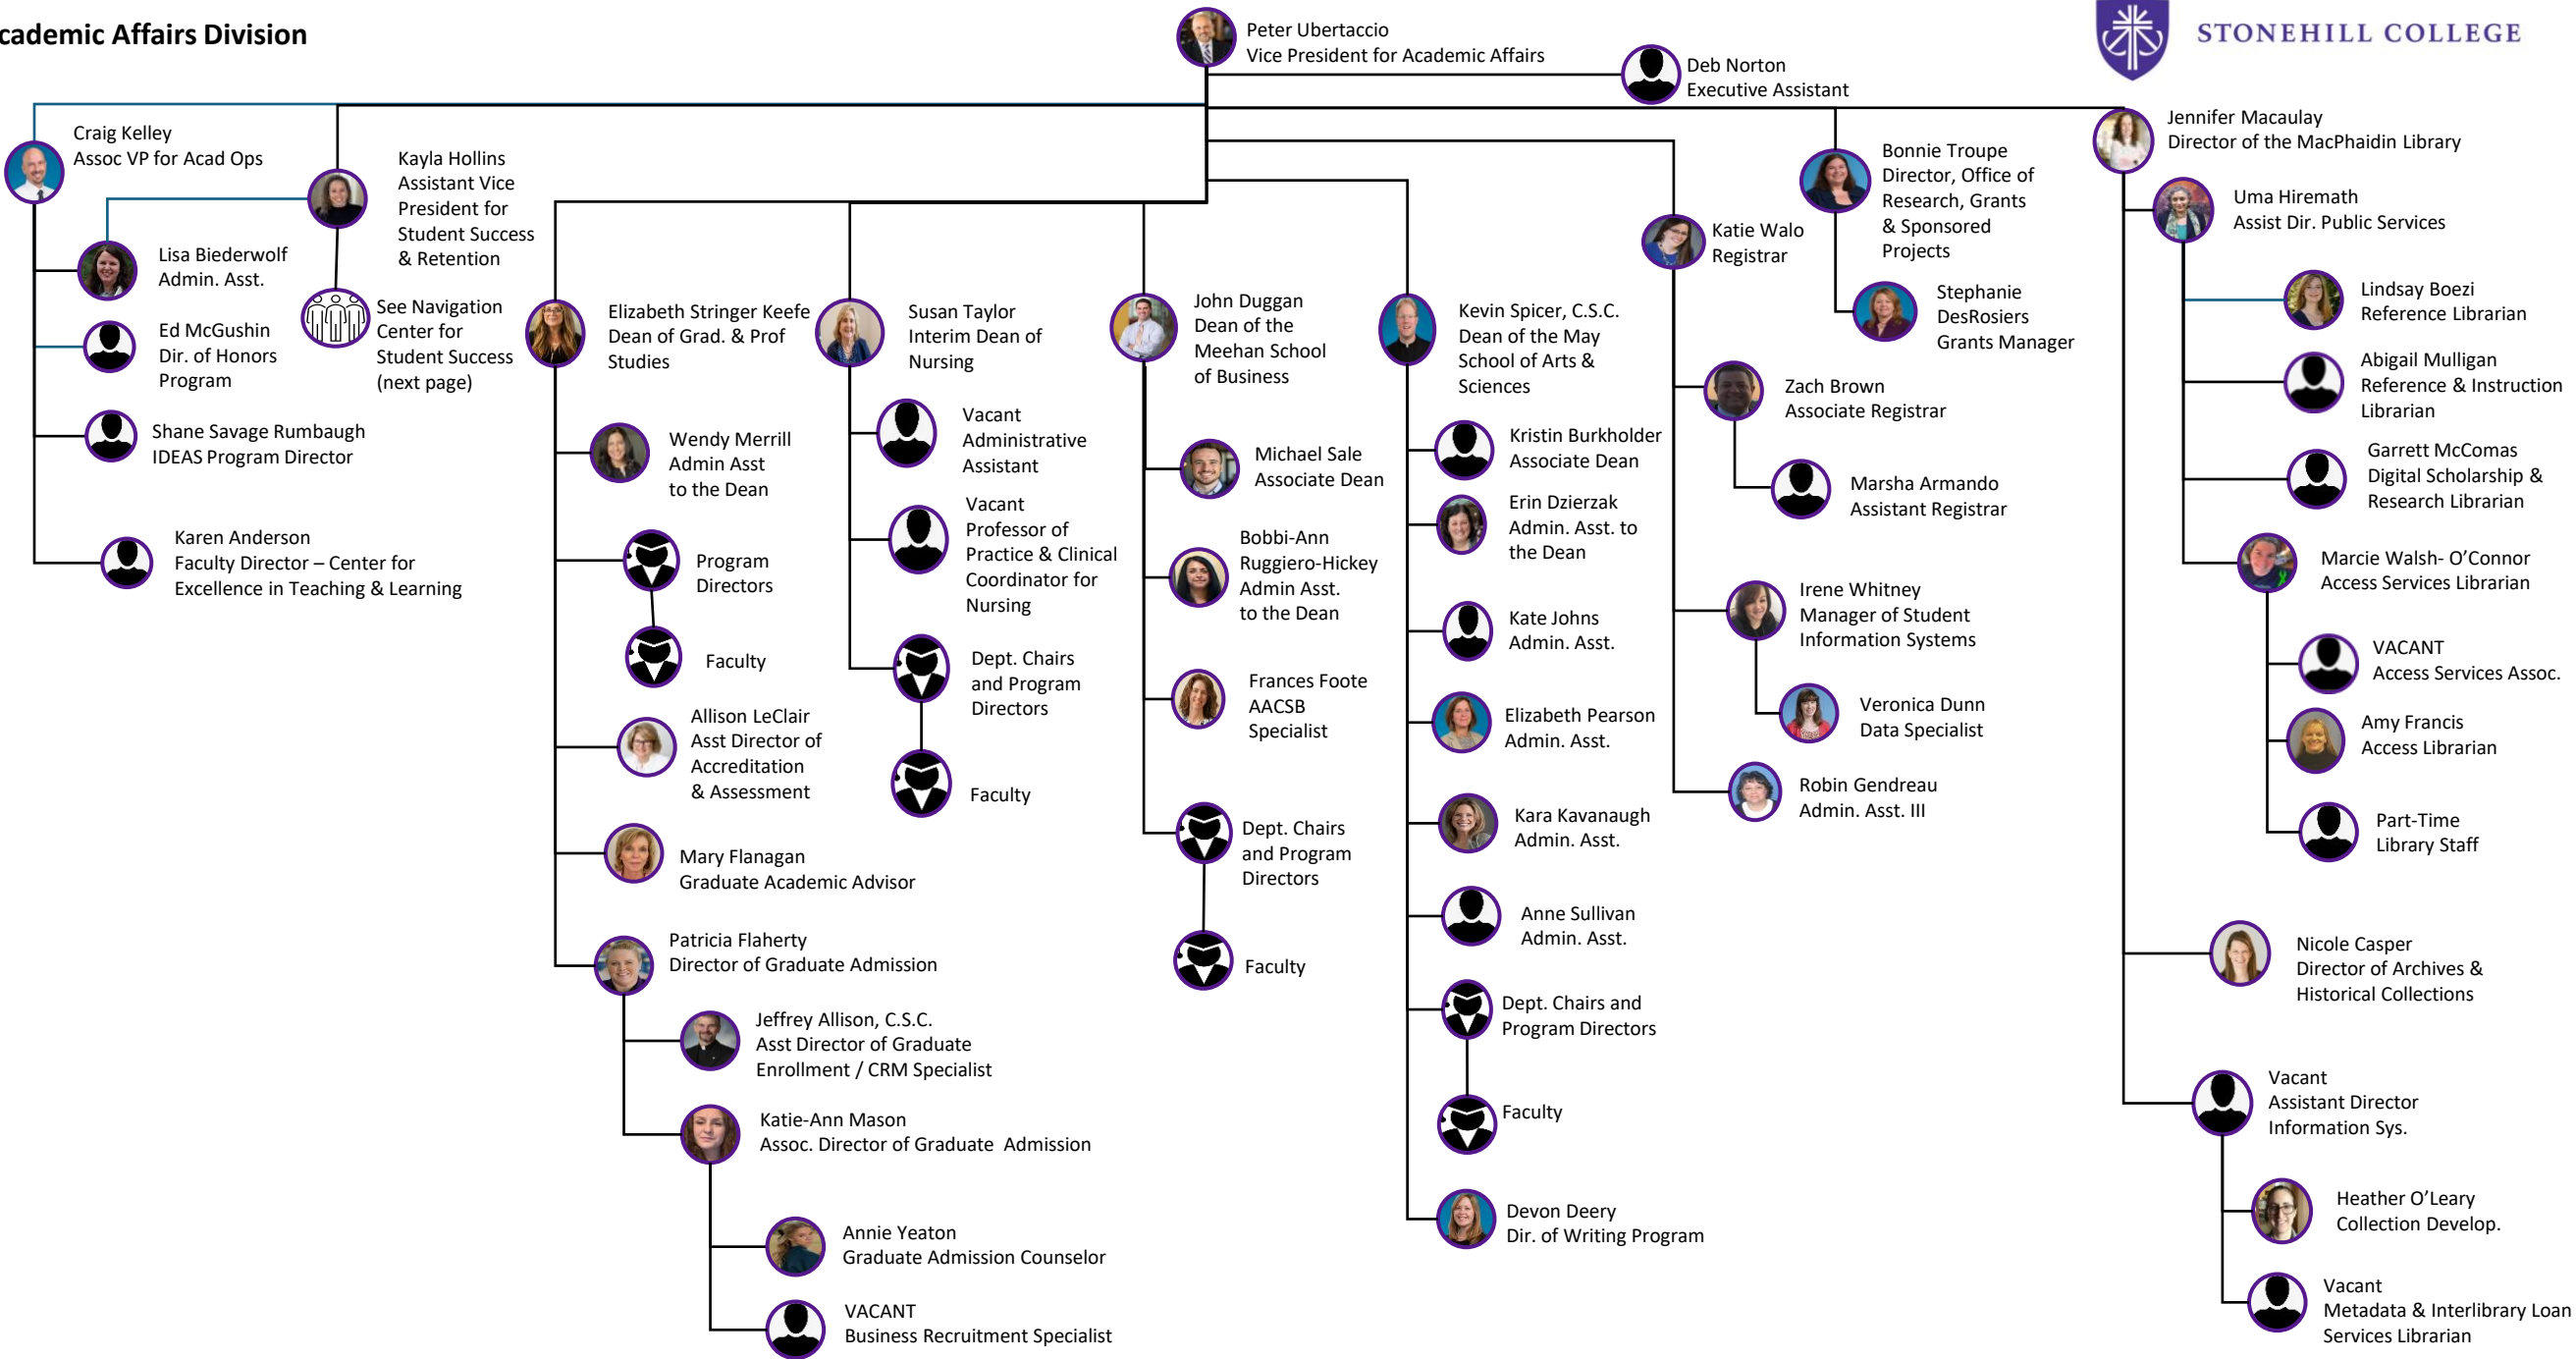 cademic Affairs Division
Peter Ubertaccio
Vice President for Academic Affairs
Deb Norton
Executive Assistant
STONEHILL COLLEGE
Craig Kelley
Assoc VP for Acad Ops
Lisa Biederwolf
Admin. Asst.
Ed McGushin
Dir. of Honors
Program
Shane Savage Rumbaugh
IDEAS Program Director
Karen Anderson
Faculty Director – Center for
Excellence in Teaching & Learning
Kayla Hollins
Assistant Vice
President for
Student Success
& Retention
See Navigation
Center for
Student Success
(next page)
Elizabeth Stringer Keefe
Dean of Grad. & Prof
Studies
Wendy Merrill
Admin Asst
to the Dean
Program
Directors
Faculty
Allison LeClair
Asst Director of
Accreditation
& Assessment
Mary Flanagan
Graduate Academic Advisor
Patricia Flaherty
Director of Graduate Admission
Jeffrey Allison, C.S.C.
Asst Director of Graduate
Enrollment / CRM Specialist
Katie-Ann Mason
Assoc. Director of Graduate Admission
Annie Yeaton
Graduate Admission Counselor
VACANT
Business Recruitment Specialist
Susan Taylor
Interim Dean of
Nursing
Vacant
Administrative
Assistant
Vacant
Professor of
Practice & Clinical
Coordinator for
Nursing
Dept. Chairs
and Program
Directors
Faculty
John Duggan
Dean of the
Meehan School
of Business
Michael Sale
Associate Dean
Bobbi-Ann
Ruggiero-Hickey
Admin Asst.
to the Dean
Frances Foote
AACSB
Specialist
Dept. Chairs
and Program
Directors
Faculty
Kevin Spicer, C.S.C.
Dean of the May
School of Arts &
Sciences
Kristin Burkholder
Associate Dean
Erin Dzierzak
Admin. Asst. to
the Dean
Kate Johns
Admin. Asst.
Elizabeth Pearson
Admin. Asst.
Kara Kavanaugh
Admin. Asst.
Anne Sullivan
Admin. Asst.
Dept. Chairs and
Program Directors
Faculty
Devon Deery
Dir. of Writing Program
Katie Walo
Registrar
Zach Brown
Associate Registrar
Marsha Armando
Assistant Registrar
Irene Whitney
Manager of Student
Information Systems
Veronica Dunn
Data Specialist
Robin Gendreau
Admin. Asst. III
Bonnie Troupe
Director, Office of
Research, Grants
& Sponsored
Projects
Stephanie
DesRosiers
Grants Manager
Jennifer Macaulay
Director of the MacPhaidin Library
Uma Hiremath
Assist Dir. Public Services
Lindsay Boezi
Reference Librarian
Abigail Mulligan
Reference & Instruction
Librarian
Garrett McComas
Digital Scholarship &
Research Librarian
Marcie Walsh- O’Connor
Access Services Librarian
VACANT
Access Services Assoc.
Amy Francis
Access Librarian
Part-Time
Library Staff
Nicole Casper
Director of Archives &
Historical Collections
Vacant
Assistant Director
Information Sys.
Heather O’Leary
Collection Develop.
Vacant
Metadata & Interlibrary Loan
Services Librarian